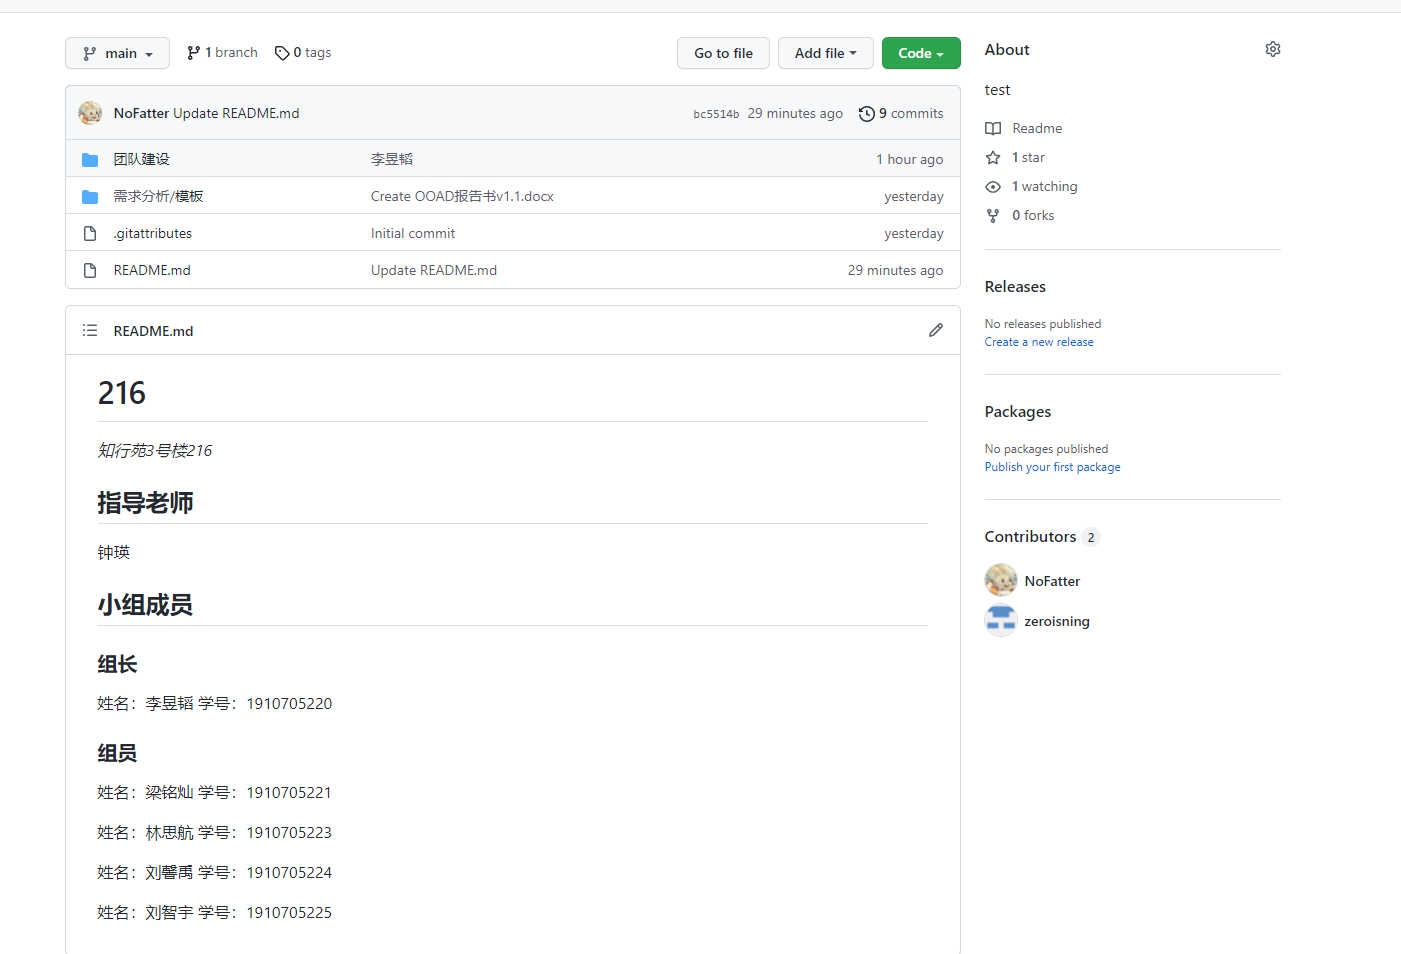 main
1 branch
0 tags
Go to file
Add file
Code
NoFatter Update README.md
bc5514b 29 minutes ago
9 commits
团队建设
李昱韬
1 hour ago
需求分析/模板
Create OOAD报告书v1.1.docx
yesterday
.gitattributes
Initial commit
yesterday
README.md
Update README.md
29 minutes ago
README.md
216
知行苑3号楼216
指导老师
钟瑛
小组成员
组长
姓名：李昱韬 学号：1910705220
组员
姓名：梁铭灿 学号：1910705221
姓名：林思航 学号：1910705223
姓名：刘馨禹 学号：1910705224
姓名：刘智宇 学号：1910705225
About
test
Readme
1 star
1 watching
0 forks
Releases
No releases published
Create a new release
Packages
No packages published
Publish your first package
Contributors 2
NoFatter
zeroisning